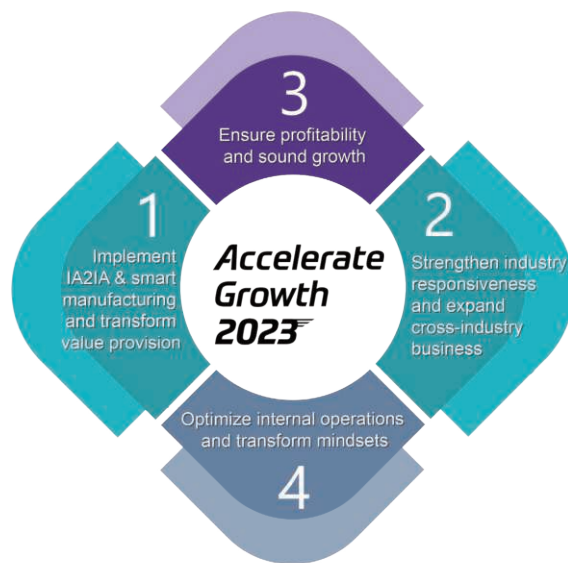 3
Ensure profitability
and sound growth
1
Implement
IA2IA & smart
manufacturing
and transform
value provision
Accelerate
Growth
2023
2
Strengthen industry
responsiveness
and expand
cross-industry
business
Optimize internal operations
and transform mindsets
4